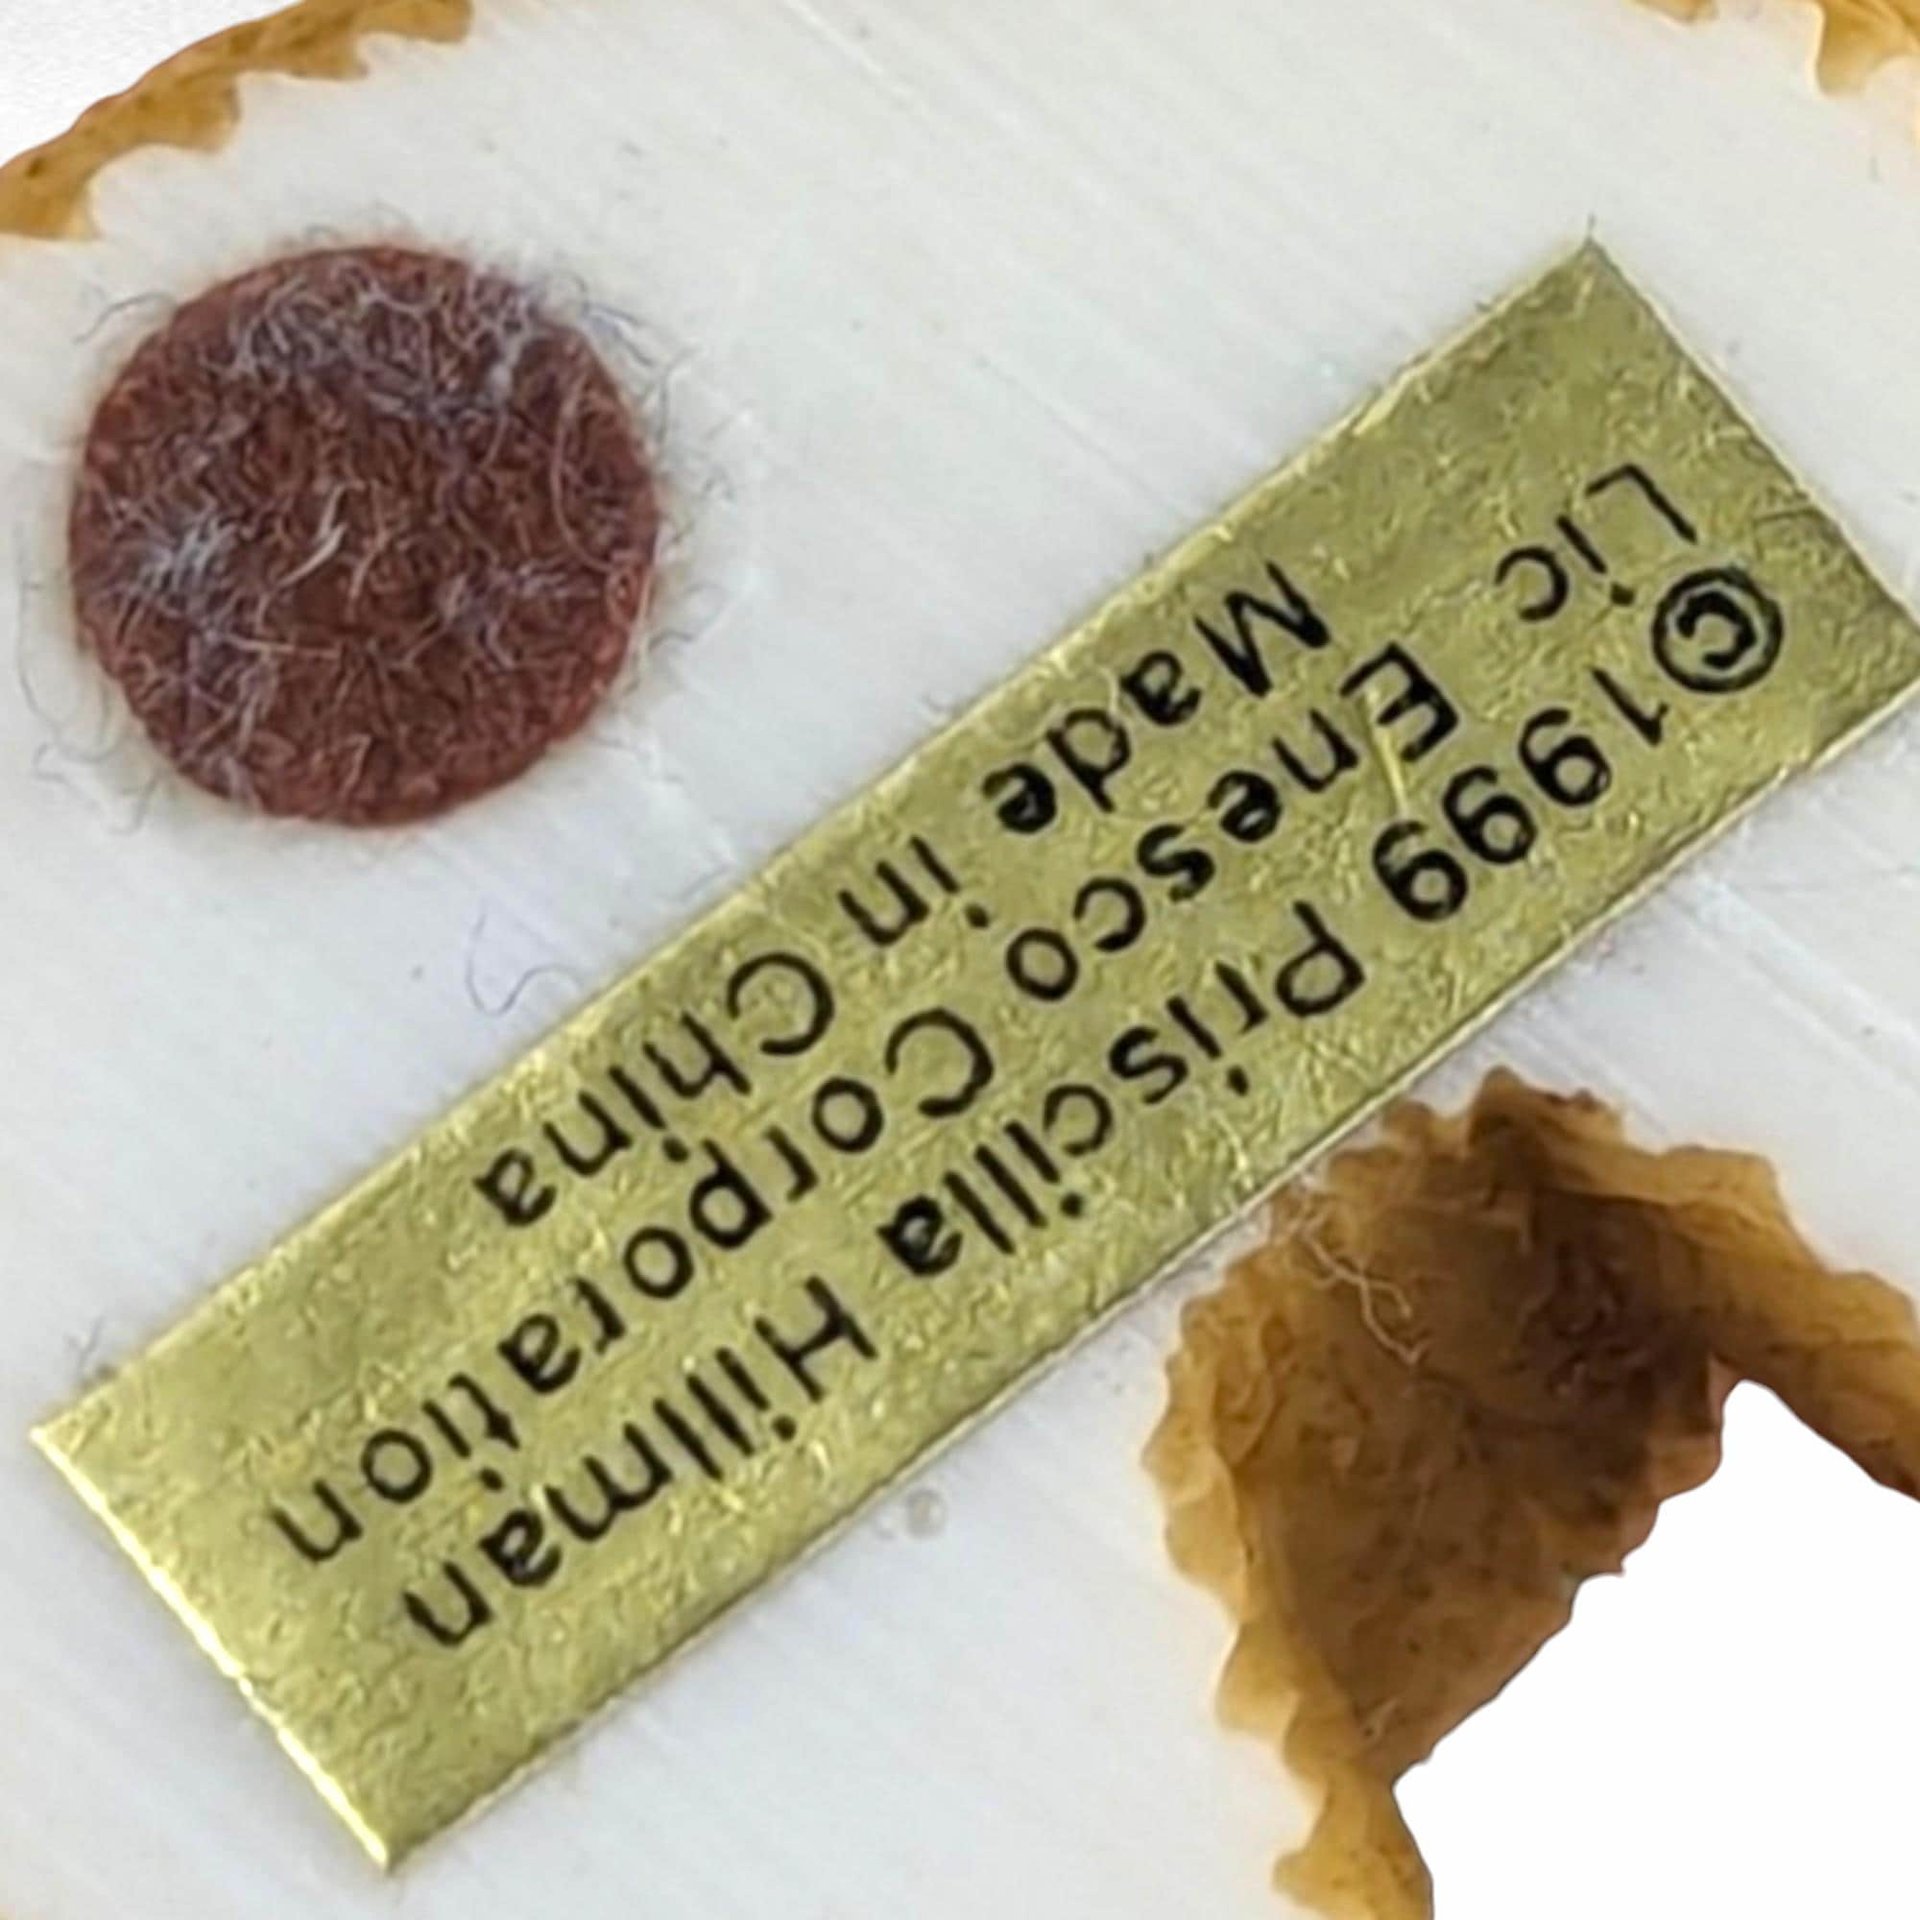 ©1999 Priscilla Hillman
Lic Enesco Corporation
Made in China